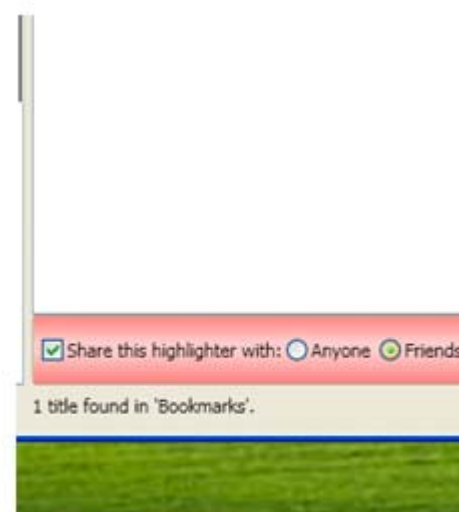 Share this highlighter with: Anyone Friends
1 title found in 'Bookmarks'.